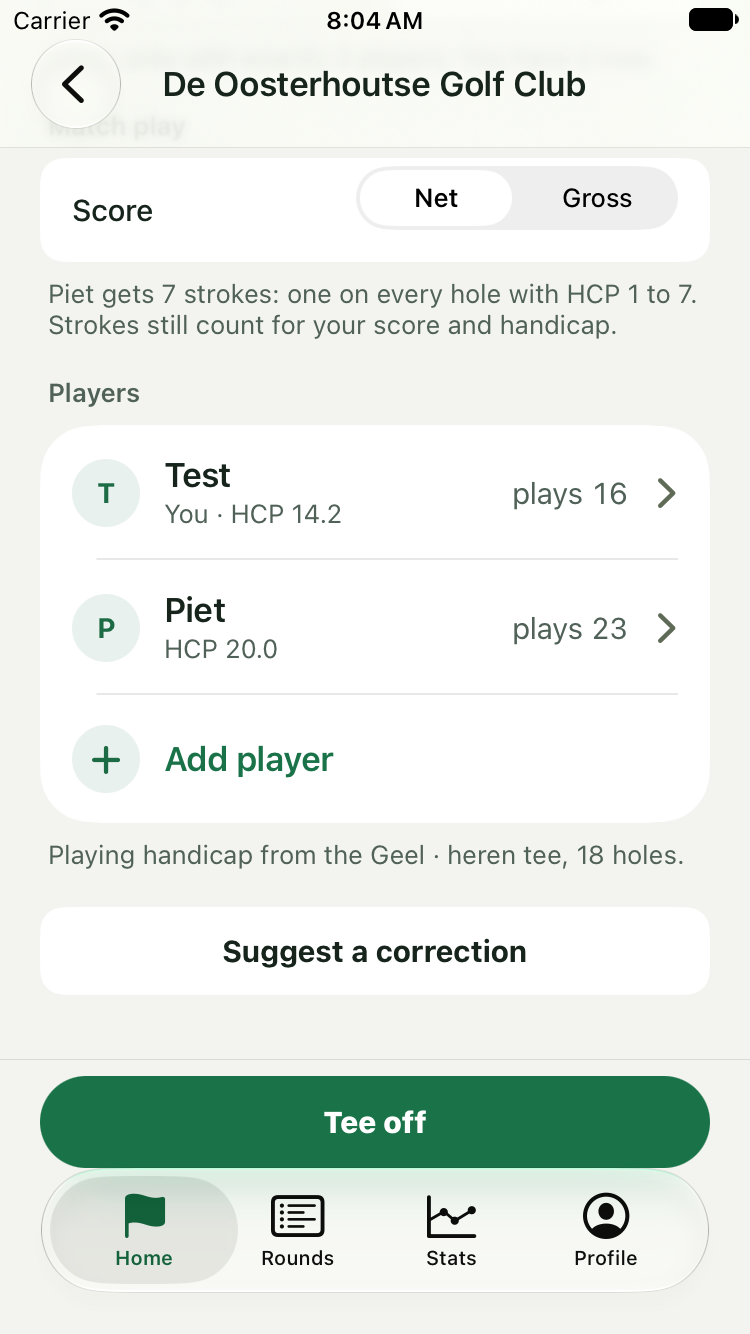 Carrier
8:04 AM
De Oosterhoutse Golf Club
Match play
Score
Net
Gross
Piet gets 7 strokes: one on every hole with HCP 1 to 7.
Strokes still count for your score and handicap.
Players
T
Test
You · HCP 14.2
plays 16
P
Piet
HCP 20.0
plays 23
Add player
Playing handicap from the Geel · heren tee, 18 holes.
Suggest a correction
Tee off
Home
Rounds
Stats
Profile